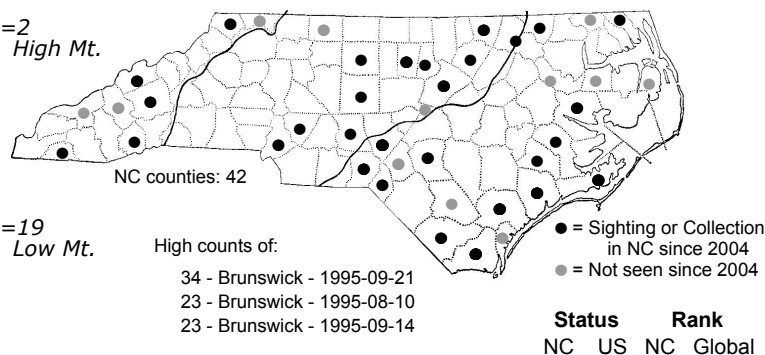 =2
High Mt.
NC counties: 42
=19
Low Mt.
High counts of:
34 - Brunswick - 1995-09-21
23 - Brunswick - 1995-08-10
23 - Brunswick - 1995-09-14
● = Sighting or Collection
in NC since 2004
● = Not seen since 2004
Status Rank
NC US NC Global